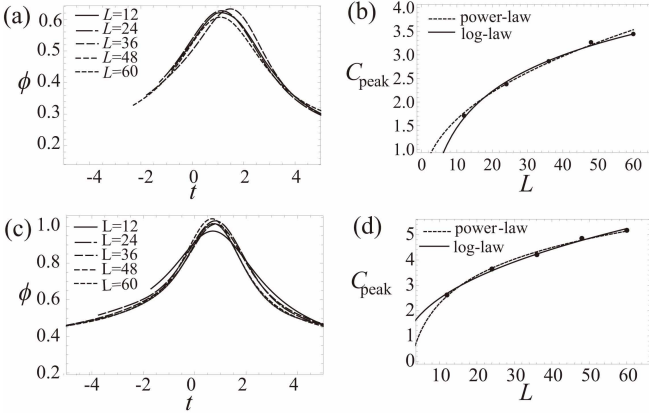 (a)
0.6
0.5
0.4
0.3
0.2
ϕ
L=12
L=24
L=36
L=48
L=60
-4 -2 0 2 4
t
(b)
4.0
3.5
3.0
2.5
2.0
1.5
1.0
C_peak
power-law
log-law
0 10 20 30 40 50 60
L
(c)
1.0
0.8
0.6
0.4
0.2
ϕ
L=12
L=24
L=36
L=48
L=60
-4 -2 0 2 4
t
(d)
5
4
3
2
1
0
C_peak
power-law
log-law
10 20 30 40 50 60
L